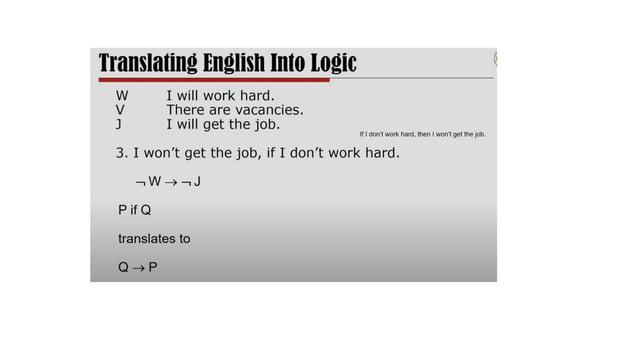 Translating English Into Logic
W I will work hard.
V There are vacancies.
J I will get the job.
If I don't work hard, then I won't get the job.
3. I won't get the job, if I don't work hard.
¬ W → ¬ J
P if Q
translates to
Q → P